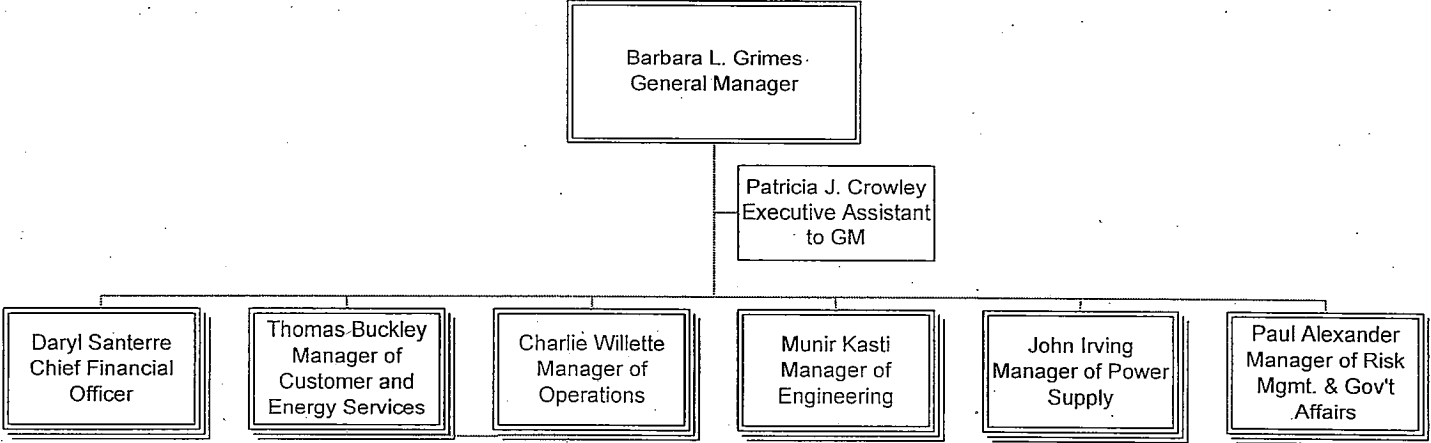 Barbara L. Grimes
General Manager
Patricia J. Crowley
Executive Assistant
to GM
Daryl Santerre
Chief Financial
Officer
Thomas Buckley
Manager of
Customer and
Energy Services
Charlie Willette
Manager of
Operations
Munir Kasti
Manager of
Engineering
John Irving
Manager of Power
Supply
Paul Alexander
Manager of Risk
Mgmt. & Gov't
Affairs